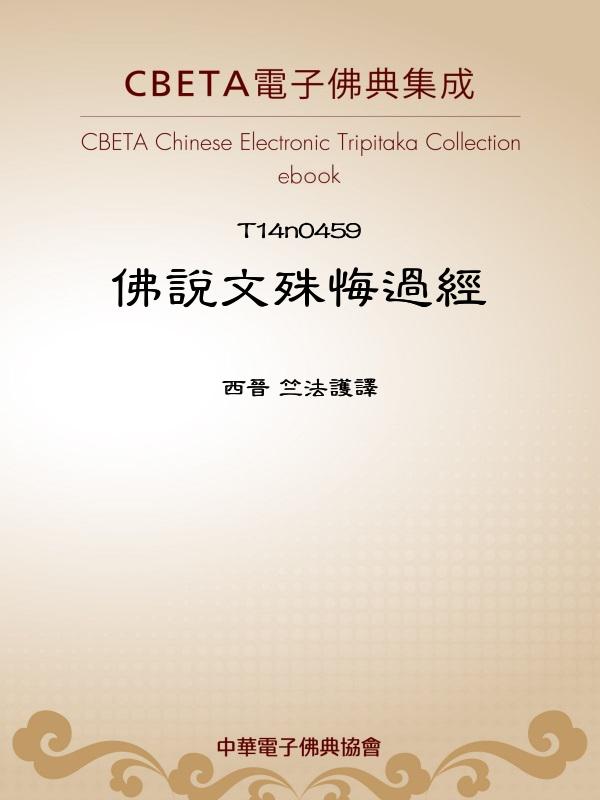 CBETA電子佛典集成
CBETA Chinese Electronic Tripitaka Collection
ebook
T14n0459
佛說文殊悔過經
西晉 竺法護譯
中華電子佛典協會